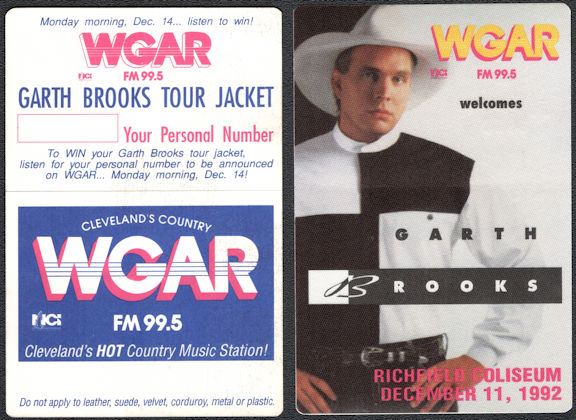 Monday morning, Dec. 14... listen to win!
WGAR
nci
FM 99.5
GARTH BROOKS TOUR JACKET
Your Personal Number
To WIN your Garth Brooks tour jacket,
listen for your personal number to be announced
on WGAR... Monday morning, Dec. 14!
CLEVELAND'S COUNTRY
WGAR
nci
FM 99.5
Cleveland's HOT Country Music Station!
Do not apply to leather, suede, velvet, corduroy, metal or plastic.
WGAR
nci
FM 99.5
welcomes
GARTH
BROOKS
RICHFIELD COLISEUM
DECEMBER 11, 1992